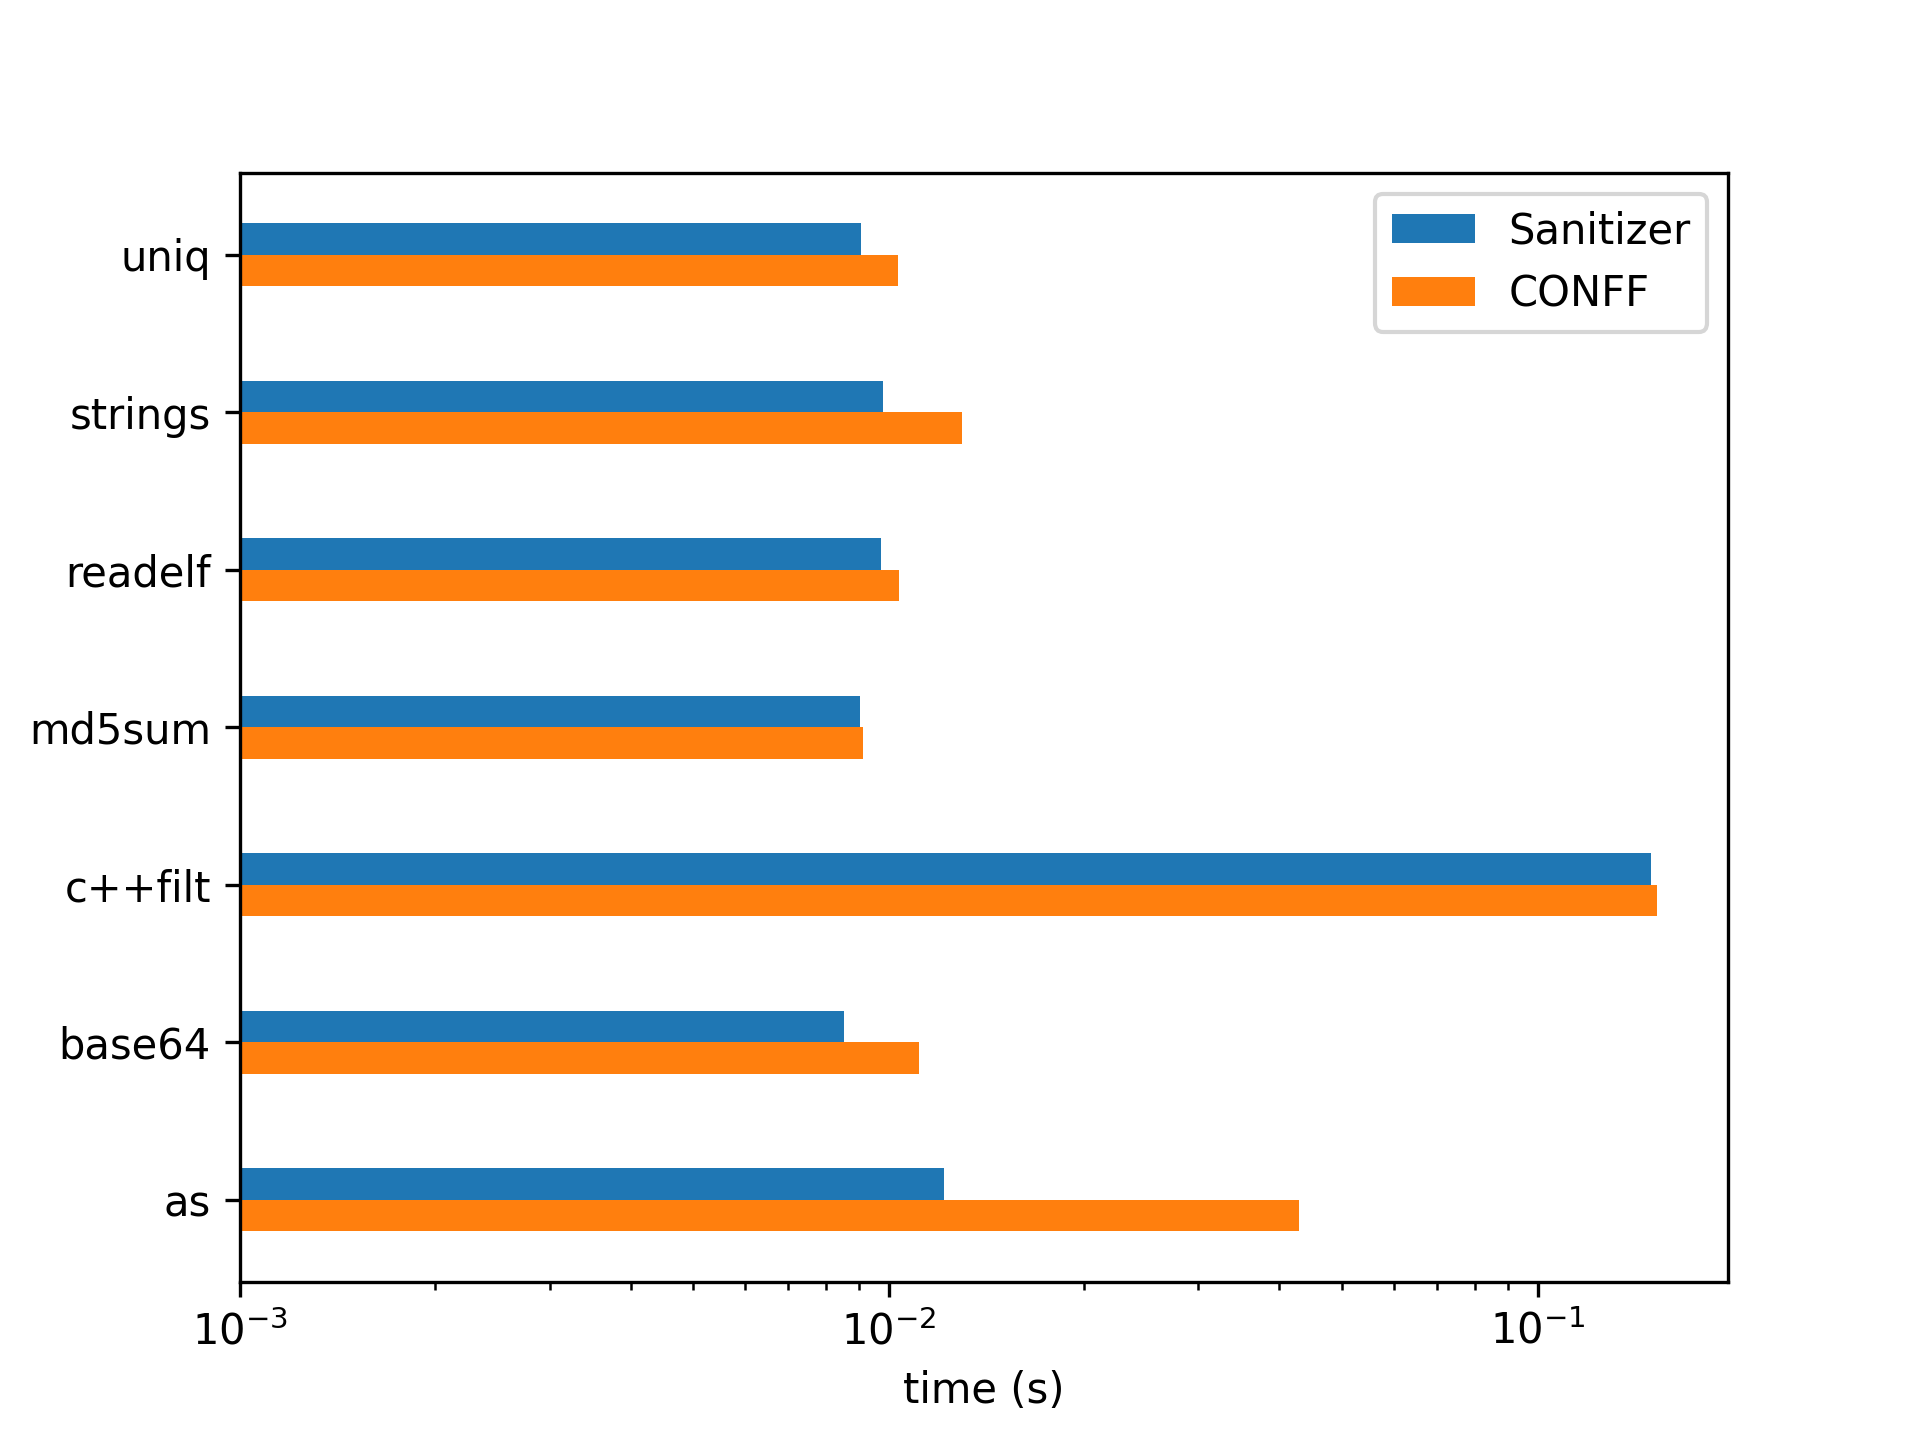 Sanitizer
CONFF
uniq
strings
readelf
md5sum
c++filt
base64
as
10⁻³ 10⁻² 10⁻¹
time (s)